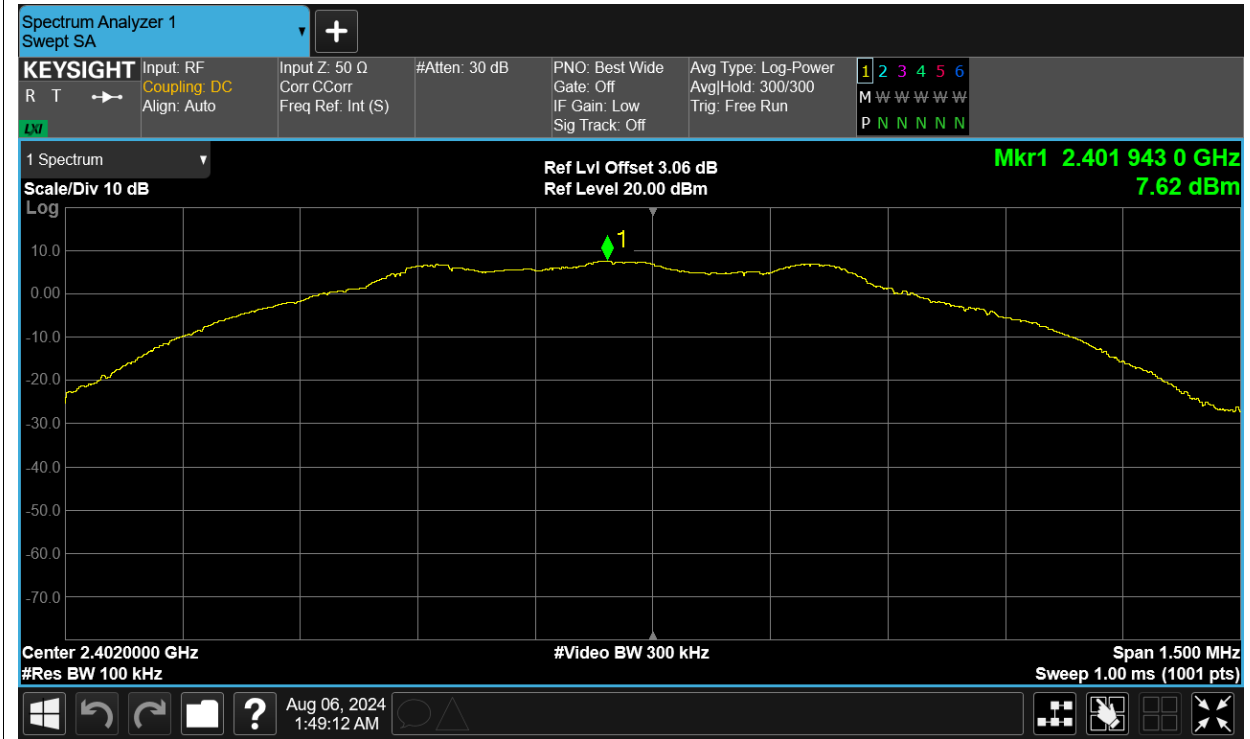 Spectrum Analyzer 1
Swept SA
KEYSIGHT
R T
LXI
Input: RF
Coupling: DC
Align: Auto
Input Z: 50 Ω
Corr CCorr
Freq Ref: Int (S)
#Atten: 30 dB
PNO: Best Wide
Gate: Off
IF Gain: Low
Sig Track: Off
Avg Type: Log-Power
Avg|Hold: 300/300
Trig: Free Run
1 2 3 4 5 6
M W W W W W
P N N N N N
1 Spectrum
Scale/Div 10 dB
Log
Ref Lvl Offset 3.06 dB
Ref Level 20.00 dBm
Mkr1 2.401 943 0 GHz
7.62 dBm
1
10.0
0.00
-10.0
-20.0
-30.0
-40.0
-50.0
-60.0
-70.0
Center 2.4020000 GHz
#Res BW 100 kHz
#Video BW 300 kHz
Span 1.500 MHz
Sweep 1.00 ms (1001 pts)
?
Aug 06, 2024
1:49:12 AM